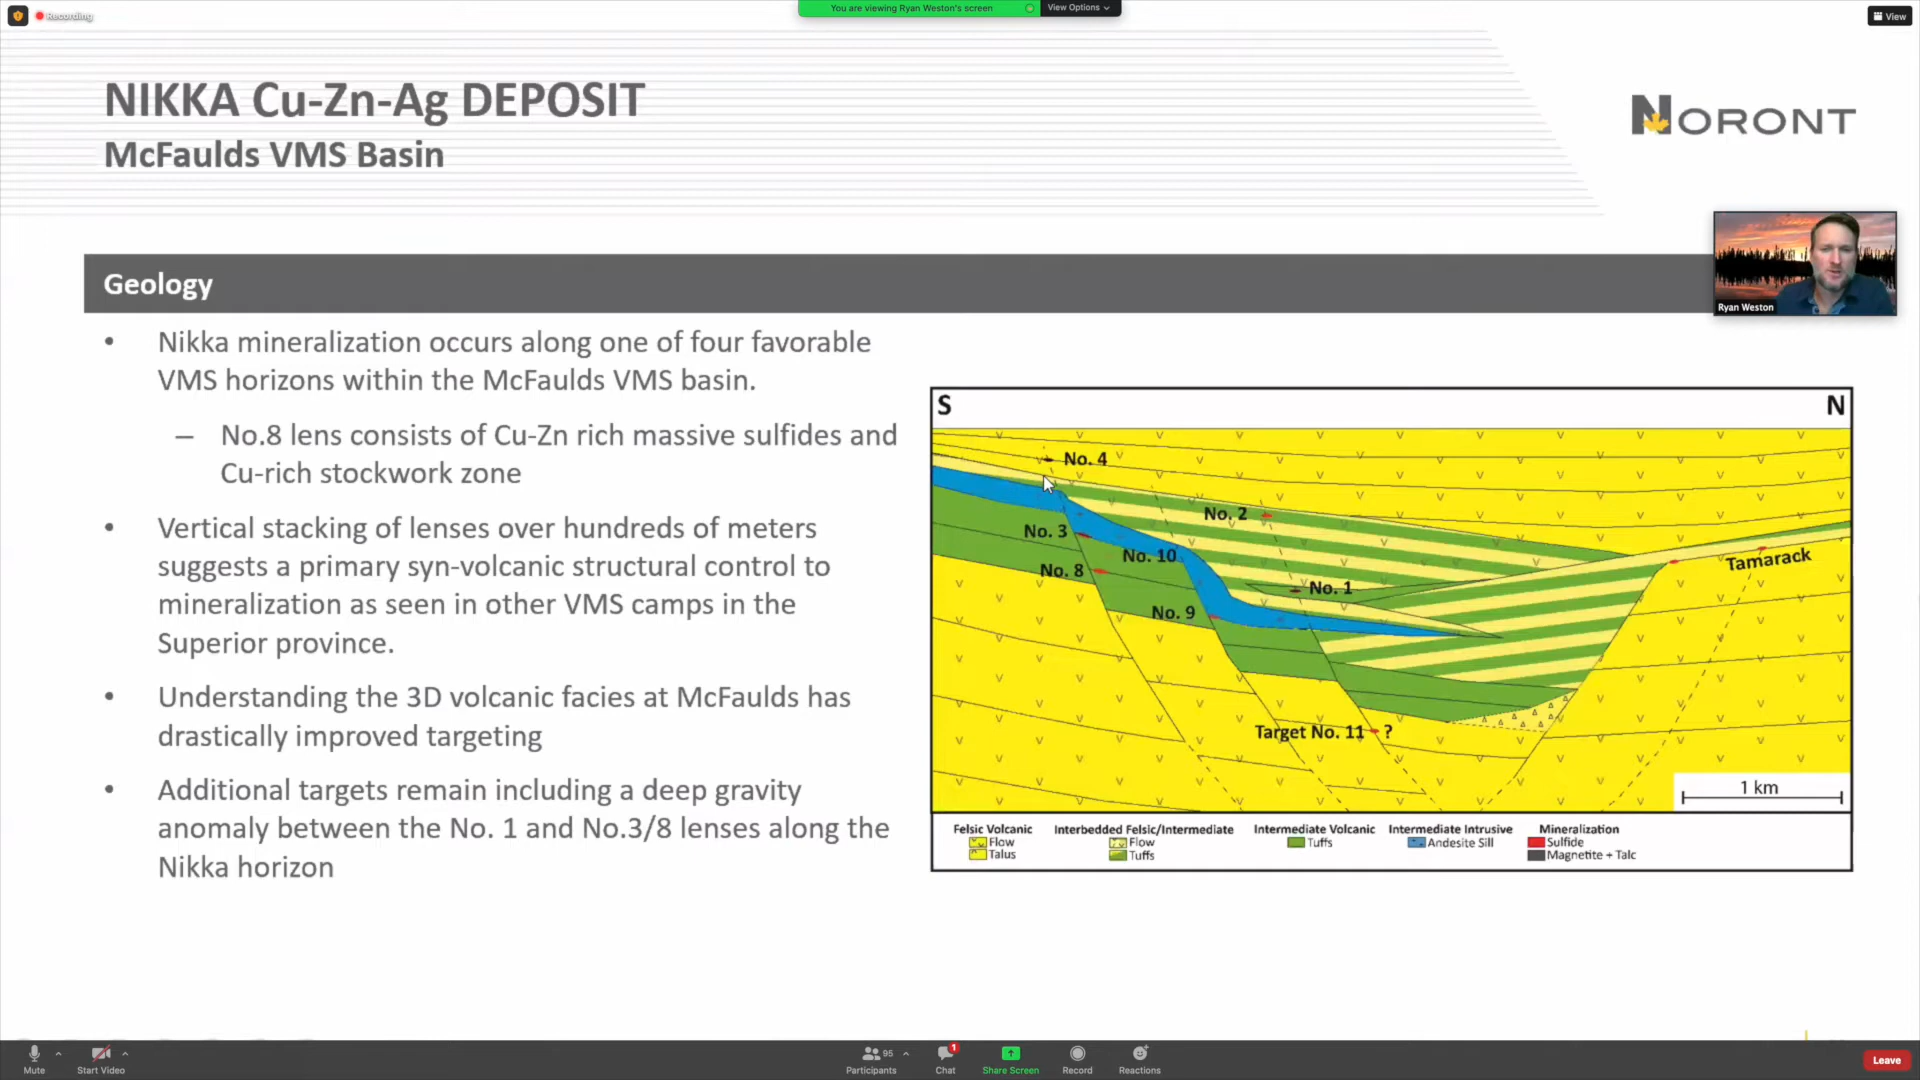 Recording
You are viewing Ryan Weston's screen
View Options
View
NIKKA Cu-Zn-Ag DEPOSIT
McFaulds VMS Basin
NORONT
Geology
Ryan Weston
• Nikka mineralization occurs along one of four favorable
VMS horizons within the McFaulds VMS basin.
– No.8 lens consists of Cu-Zn rich massive sulfides and
Cu-rich stockwork zone
• Vertical stacking of lenses over hundreds of meters
suggests a primary syn-volcanic structural control to
mineralization as seen in other VMS camps in the
Superior province.
• Understanding the 3D volcanic facies at McFaulds has
drastically improved targeting
• Additional targets remain including a deep gravity
anomaly between the No. 1 and No.3/8 lenses along the
Nikka horizon
S
N
No. 4
No. 2
No. 3
No. 10
Tamarack
No. 8
No. 1
No. 9
Target No. 11 ?
1 km
Felsic Volcanic
Flow
Talus
Interbedded Felsic/Intermediate
Flow
Tuffs
Intermediate Volcanic
Tuffs
Intermediate Intrusive
Andesite Sill
Mineralization
Sulfide
Magnetite + Talc
Mute
Start Video
95
Participants
1
Chat
Share Screen
Record
Reactions
Leave